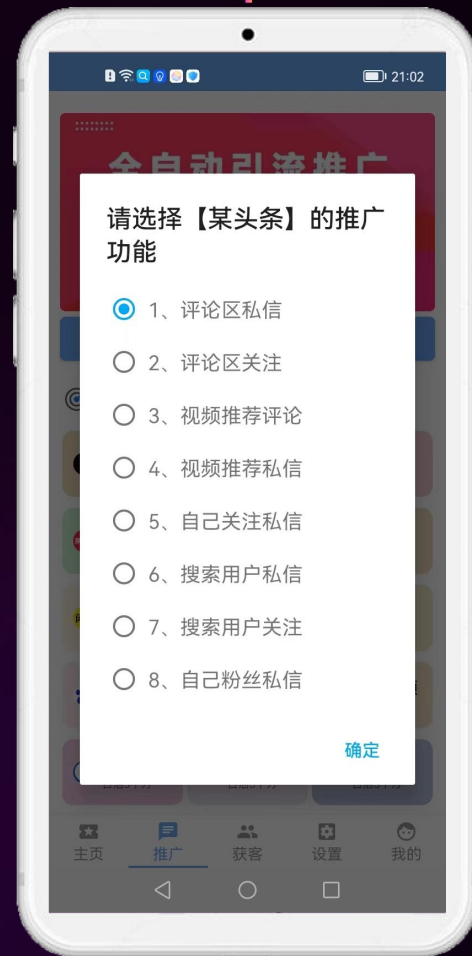 21:02
全自动引流推广
请选择【某头条】的推广
功能
1、评论区私信
2、评论区关注
3、视频推荐评论
4、视频推荐私信
5、自己关注私信
6、搜索用户私信
7、搜索用户关注
8、自己粉丝私信
确定
主页
推广
获客
设置
我的